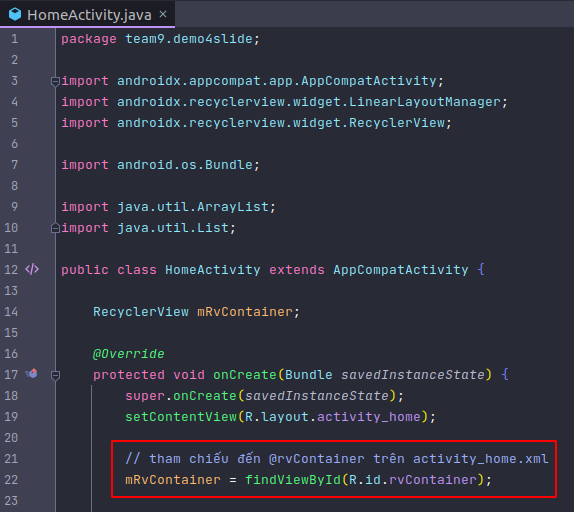 HomeActivity.java ×
1 package team9.demo4slide;
2
3 import androidx.appcompat.app.AppCompatActivity;
4 import androidx.recyclerview.widget.LinearLayoutManager;
5 import androidx.recyclerview.widget.RecyclerView;
6
7 import android.os.Bundle;
8
9 import java.util.ArrayList;
10 import java.util.List;
11
12 public class HomeActivity extends AppCompatActivity {
13
14 RecyclerView mRvContainer;
15
16 @Override
17 protected void onCreate(Bundle savedInstanceState) {
18 super.onCreate(savedInstanceState);
19 setContentView(R.layout.activity_home);
20
21 // tham chiếu đến @rvContainer trên activity_home.xml
22 mRvContainer = findViewById(R.id.rvContainer);
23